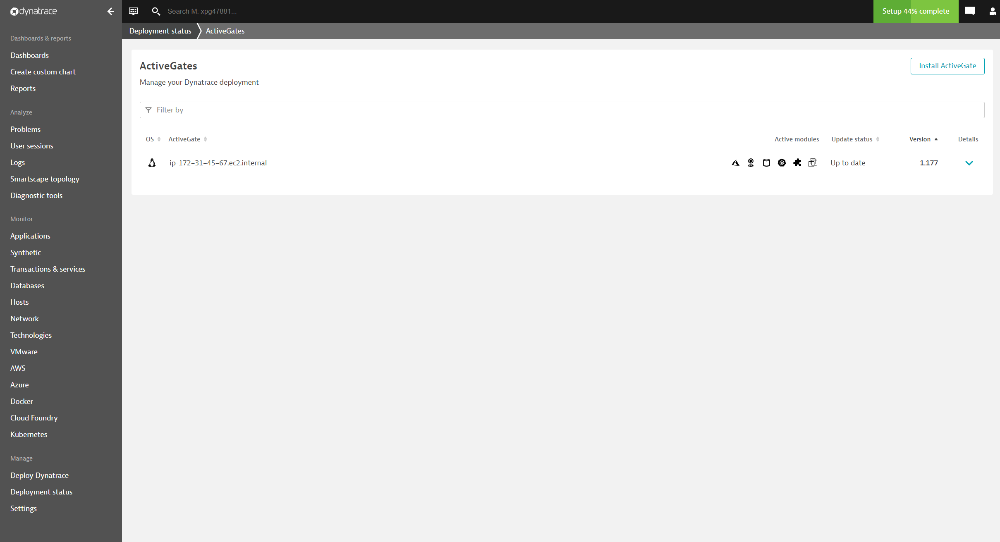 dynatrace
Search M: xpg47881...
Setup 44% complete
Deployment status
ActiveGates
Dashboards & reports
Dashboards
Create custom chart
Reports
Analyze
Problems
User sessions
Logs
Smartscape topology
Diagnostic tools
Monitor
Applications
Synthetic
Transactions & services
Databases
Hosts
Network
Technologies
VMware
AWS
Azure
Docker
Cloud Foundry
Kubernetes
Manage
Deploy Dynatrace
Deployment status
Settings
ActiveGates
Install ActiveGate
Manage your Dynatrace deployment
Filter by
OS ActiveGate Active modules Update status Version Details
ip-172-31-45-67.ec2.internal Up to date 1.177